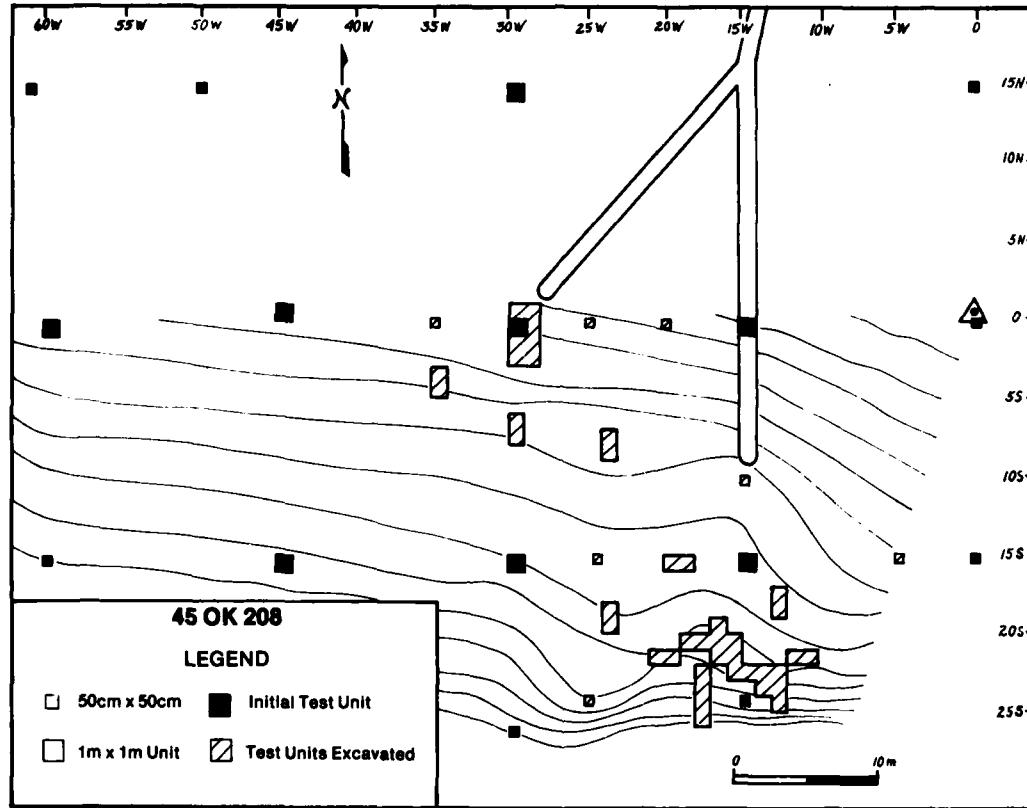 60W 55W 50W 45W 40W 35W 30W 25W 20W 15W 10W 5W 0
N
15N
10N
5N
0
5S
10S
15S
20S
25S
45 OK 208
LEGEND
50cm x 50cm Initial Test Unit
1m x 1m Unit Test Units Excavated
0 10m